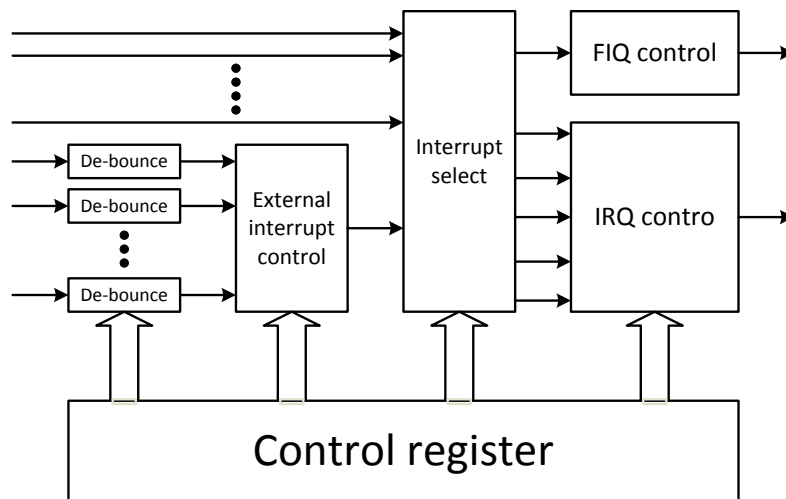 FIQ control
De-bounce
De-bounce
De-bounce
External
interrupt
control
Interrupt
select
IRQ contro
Control register